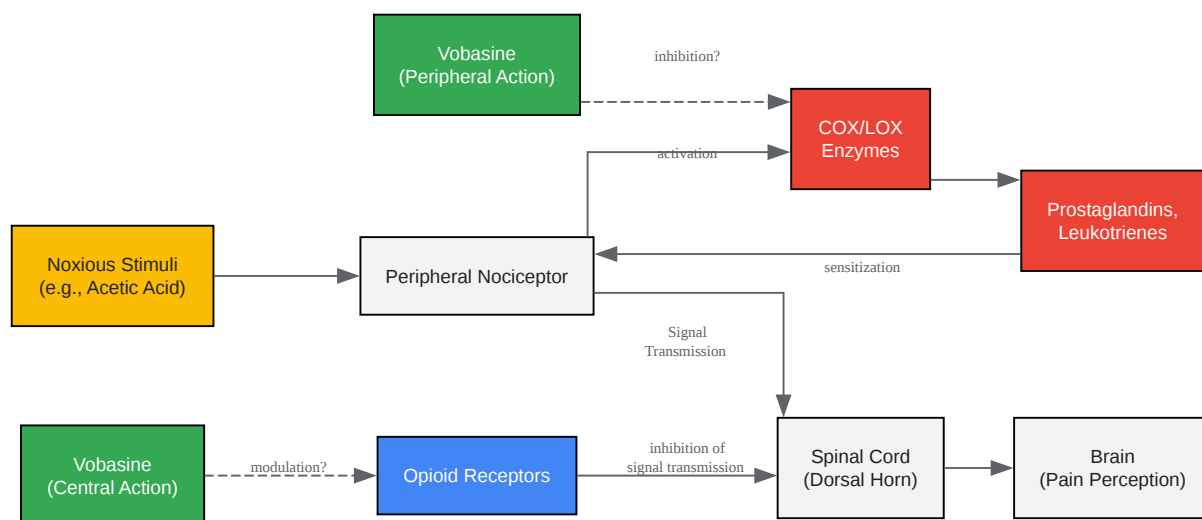 Vobasine
(Peripheral Action)
inhibition?
COX/LOX
Enzymes
activation
Prostaglandins,
Leukotrienes
Noxious Stimuli
(e.g., Acetic Acid)
Peripheral Nociceptor
sensitization
Signal
Transmission
Vobasine
(Central Action)
modulation?
Opioid Receptors
inhibition of
signal transmission
Spinal Cord
(Dorsal Horn)
Brain
(Pain Perception)